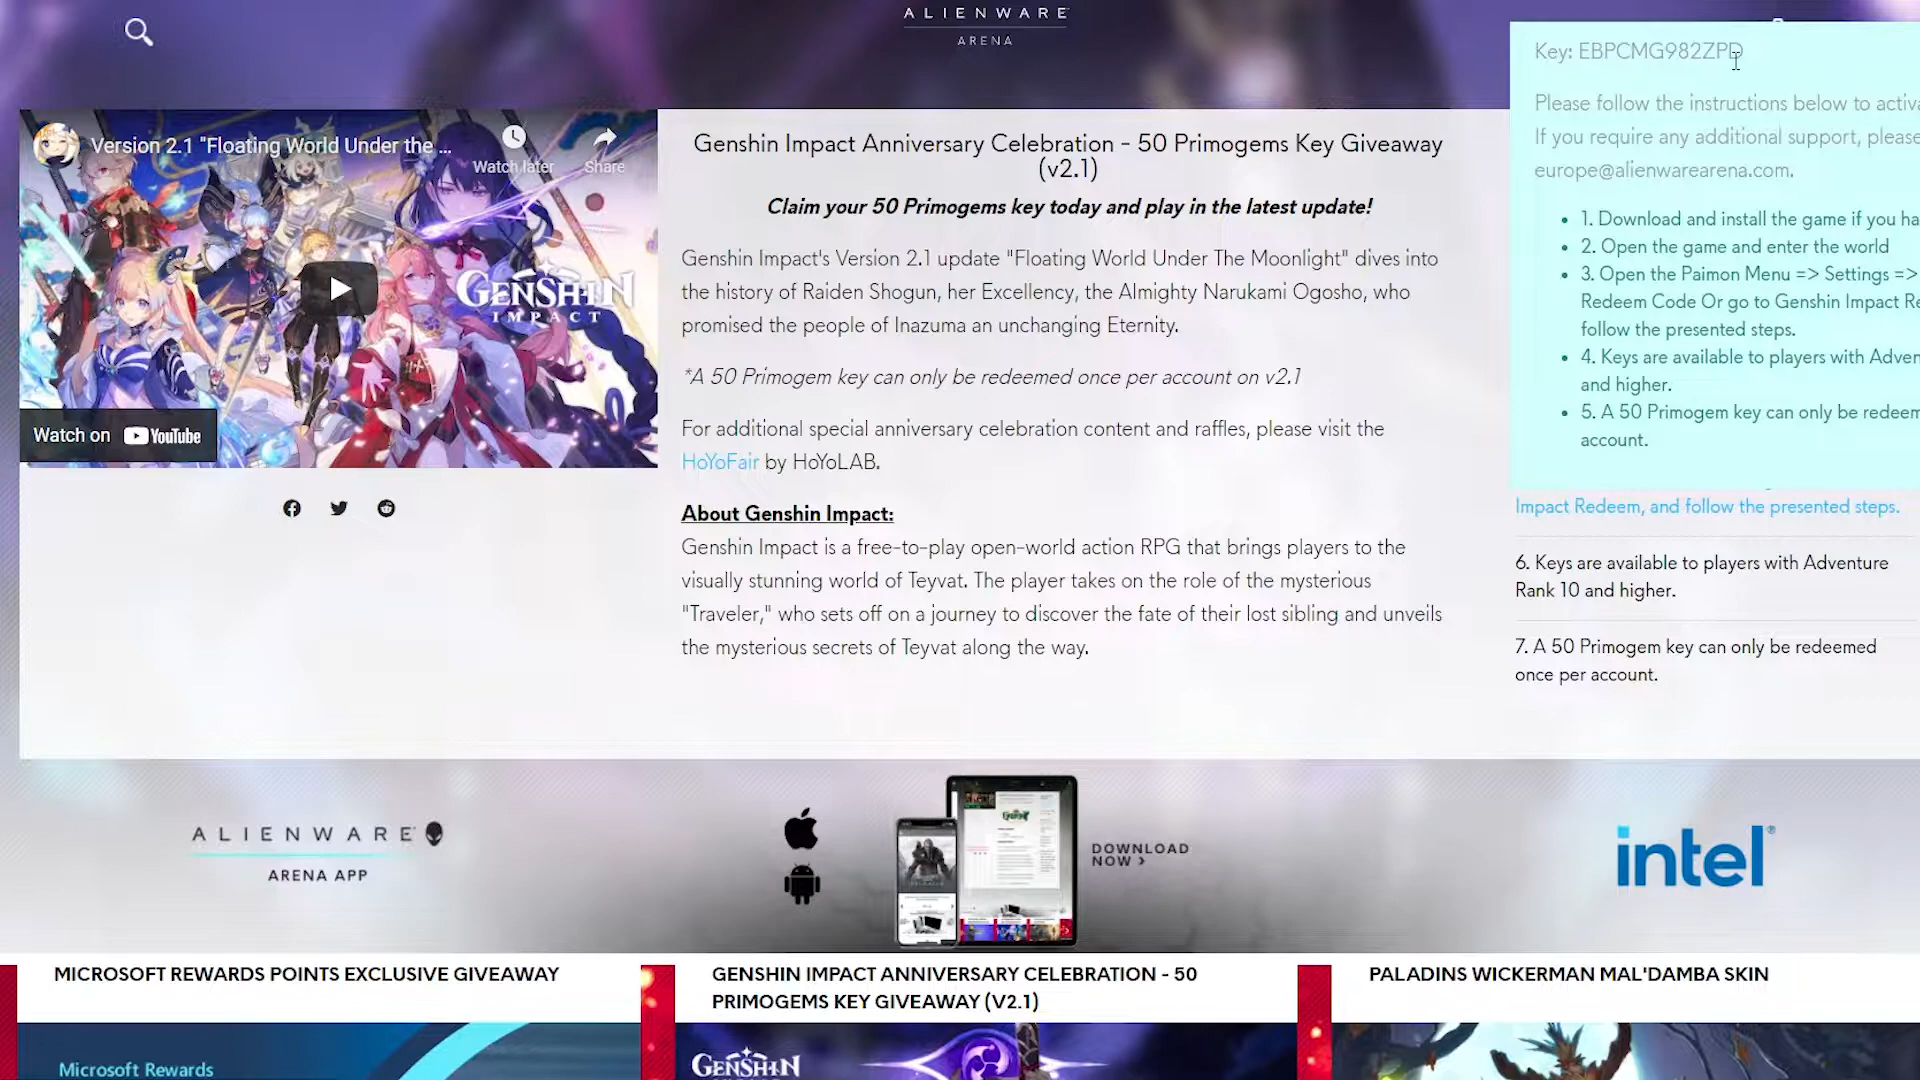 ALIENWARE
ARENA
Version 2.1 "Floating World Under the ...
Watch later
Share
GENSHIN
IMPACT
Watch on YouTube
Genshin Impact Anniversary Celebration - 50 Primogems Key Giveaway
(v2.1)
Claim your 50 Primogems key today and play in the latest update!
Genshin Impact's Version 2.1 update "Floating World Under The Moonlight" dives into
the history of Raiden Shogun, her Excellency, the Almighty Narukami Ogosho, who
promised the people of Inazuma an unchanging Eternity.
*A 50 Primogem key can only be redeemed once per account on v2.1
For additional special anniversary celebration content and raffles, please visit the
HoYoFair by HoYoLAB.
About Genshin Impact:
Genshin Impact is a free-to-play open-world action RPG that brings players to the
visually stunning world of Teyvat. The player takes on the role of the mysterious
"Traveler," who sets off on a journey to discover the fate of their lost sibling and unveils
the mysterious secrets of Teyvat along the way.
Key: EBPCMG982ZPD
Please follow the instructions below to activa
If you require any additional support, please
europe@alienwarearena.com.
1. Download and install the game if you ha
2. Open the game and enter the world
3. Open the Paimon Menu => Settings =>
Redeem Code Or go to Genshin Impact Re
follow the presented steps.
4. Keys are available to players with Adven
and higher.
5. A 50 Primogem key can only be redeem
account.
Impact Redeem, and follow the presented steps.
6. Keys are available to players with Adventure
Rank 10 and higher.
7. A 50 Primogem key can only be redeemed
once per account.
ALIENWARE
ARENA APP
DOWNLOAD
NOW >
intel
MICROSOFT REWARDS POINTS EXCLUSIVE GIVEAWAY
GENSHIN IMPACT ANNIVERSARY CELEBRATION - 50
PRIMOGEMS KEY GIVEAWAY (V2.1)
PALADINS WICKERMAN MAL'DAMBA SKIN
Microsoft Rewards
GENSHIN